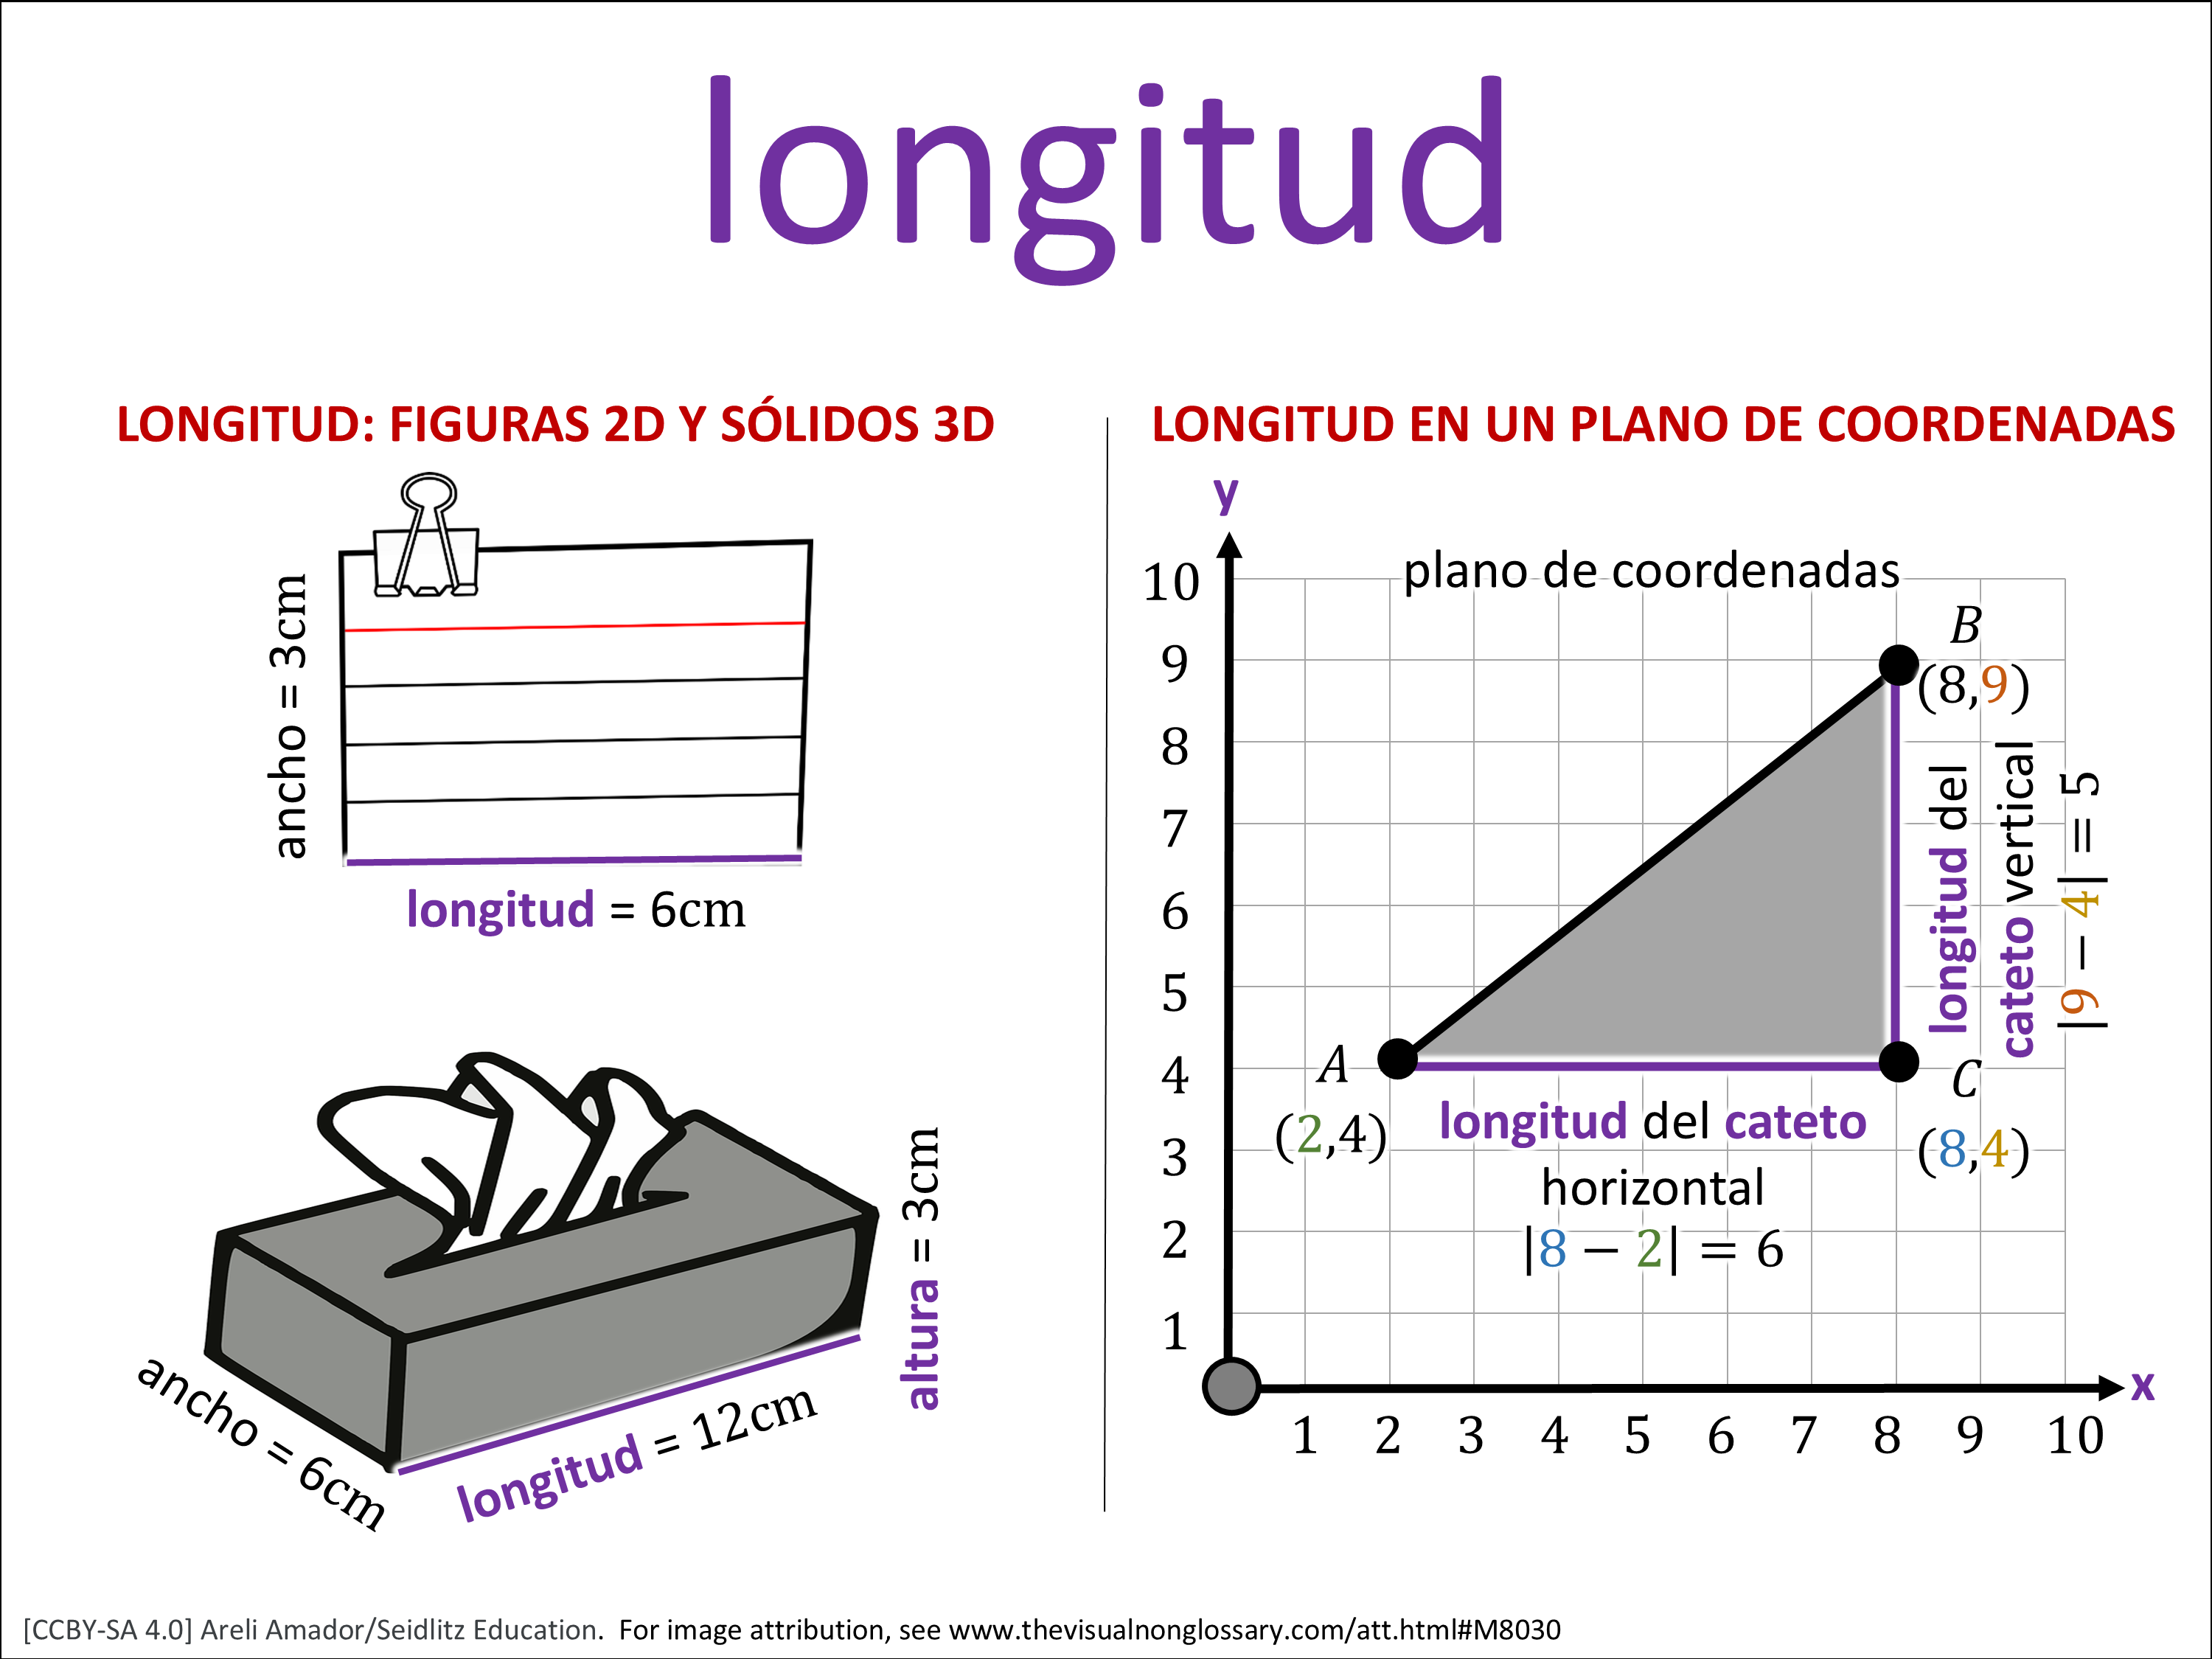 longitud
LONGITUD: FIGURAS 2D Y SÓLIDOS 3D
ancho = 3cm
longitud = 6cm
altura = 3cm
ancho = 6cm
longitud = 12cm
LONGITUD EN UN PLANO DE COORDENADAS
y
plano de coordenadas
10
9
8
7
6
5
4
3
2
1
B
(8,9)
longitud del
cateto vertical
|9 − 4| = 5
A
(2,4)
C
(8,4)
longitud del cateto
horizontal
|8 − 2| = 6
x
1 2 3 4 5 6 7 8 9 10
[CCBY-SA 4.0] Areli Amador/Seidlitz Education. For image attribution, see www.thevisualnonglossary.com/att.html#M8030